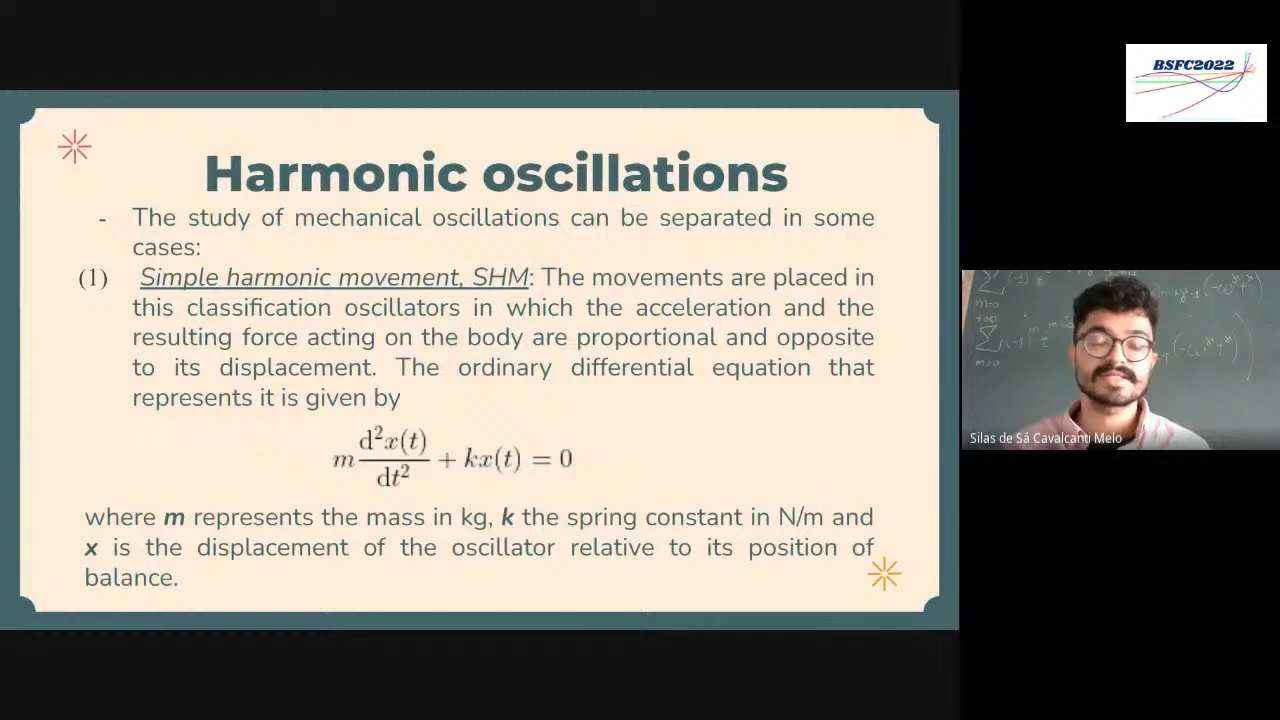 BSFC2022
Harmonic oscillations
- The study of mechanical oscillations can be separated in some
cases:
(1) Simple harmonic movement, SHM: The movements are placed in
this classification oscillators in which the acceleration and the
resulting force acting on the body are proportional and opposite
to its displacement. The ordinary differential equation that
represents it is given by
m d²x(t)/dt² + kx(t) = 0
where m represents the mass in kg, k the spring constant in N/m and
x is the displacement of the oscillator relative to its position of
balance.
Silas de Sá Cavalcanti Melo